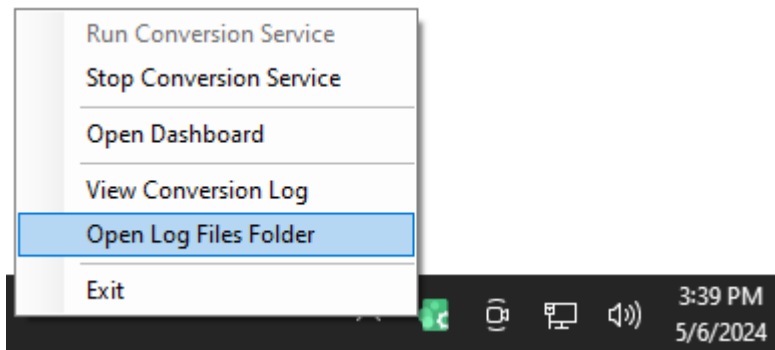 Run Conversion Service
Stop Conversion Service
Open Dashboard
View Conversion Log
Open Log Files Folder
Exit
3:39 PM
5/6/2024